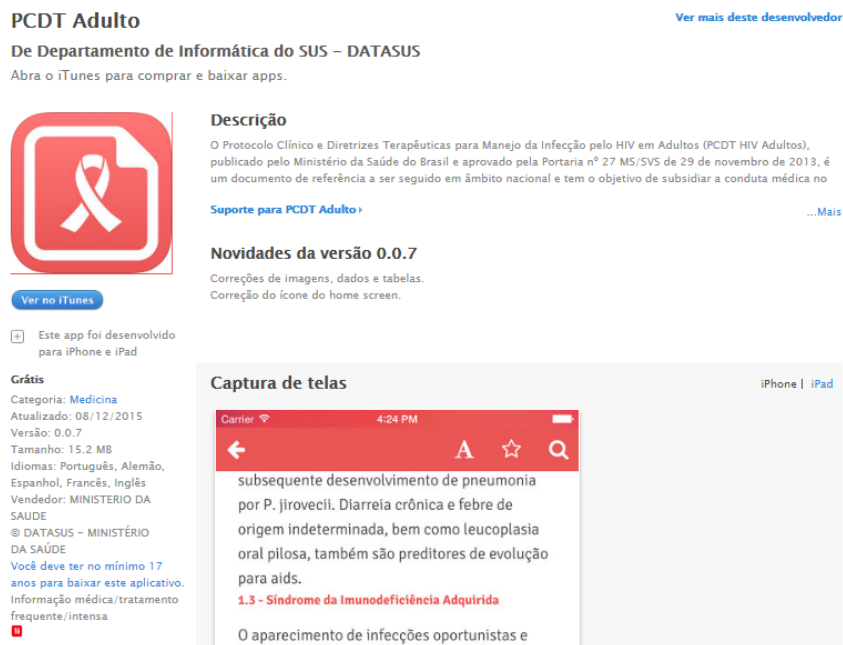 PCDT Adulto
Ver mais deste desenvolvedor
De Departamento de Informática do SUS – DATASUS
Abra o iTunes para comprar e baixar apps.
Descrição
O Protocolo Clínico e Diretrizes Terapêuticas para Manejo da Infecção pelo HIV em Adultos (PCDT HIV Adultos),
publicado pelo Ministério da Saúde do Brasil e aprovado pela Portaria nº 27 MS/SVS de 29 de novembro de 2013, é
um documento de referência a ser seguido em âmbito nacional e tem o objetivo de subsidiar a conduta médica no
Suporte para PCDT Adulto
...Mais
Novidades da versão 0.0.7
Correções de imagens, dados e tabelas.
Correção do ícone do home screen.
Ver no iTunes
Este app foi desenvolvido
para iPhone e iPad
Grátis
Categoria: Medicina
Atualizado: 08/12/2015
Versão: 0.0.7
Tamanho: 15.2 MB
Idiomas: Português, Alemão,
Espanhol, Francês, Inglês
Vendedor: MINISTERIO DA
SAUDE
© DATASUS – MINISTÉRIO
DA SAÚDE
Você deve ter no mínimo 17
anos para baixar este aplicativo.
Informação médica/tratamento
frequente/intensa
Captura de telas
iPhone | iPad
Carrier 4:24 PM
A
subsequente desenvolvimento de pneumonia
por P. jirovecii. Diarreia crônica e febre de
origem indeterminada, bem como leucoplasia
oral pilosa, também são preditores de evolução
para aids.
1.3 - Síndrome da Imunodeficiência Adquirida
O aparecimento de infecções oportunistas e